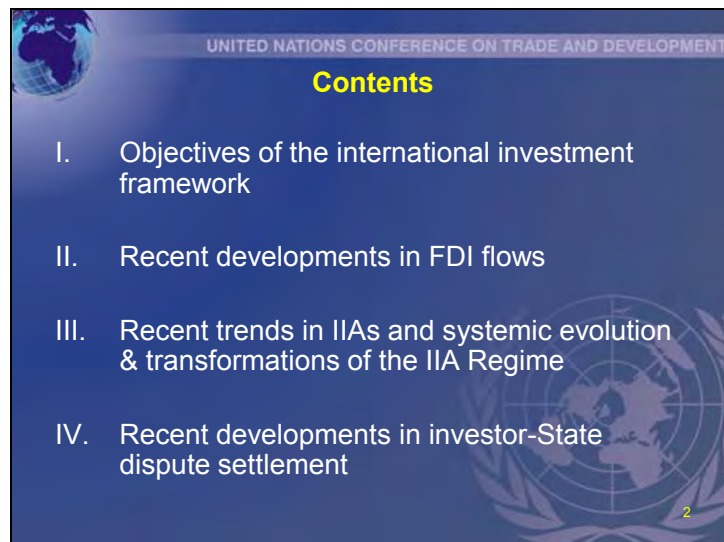 UNITED NATIONS CONFERENCE ON TRADE AND DEVELOPMENT
Contents
I. Objectives of the international investment
framework
II. Recent developments in FDI flows
III. Recent trends in IIAs and systemic evolution
& transformations of the IIA Regime
IV. Recent developments in investor-State
dispute settlement
2